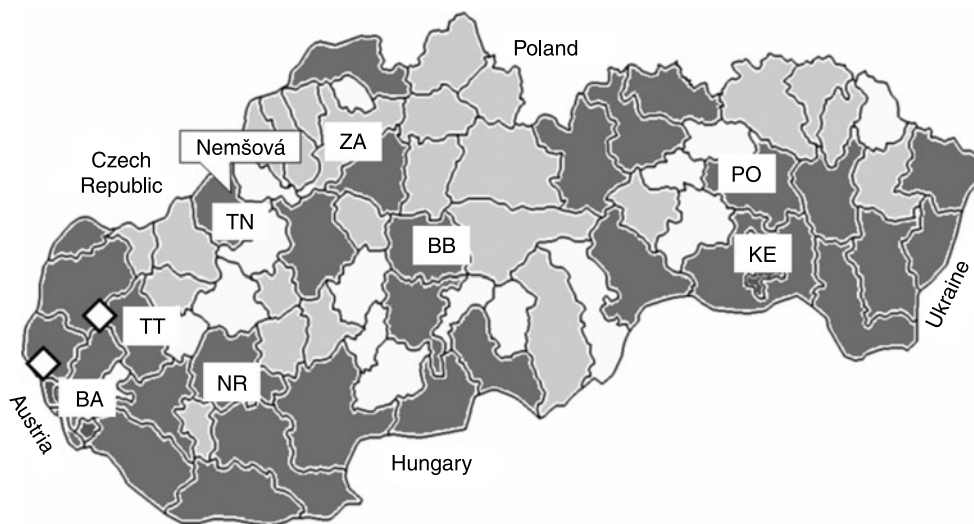 Poland
Nemšová
ZA
Czech
Republic
PO
TN
BB
KE
Ukraine
TT
NR
BA
Austria
Hungary